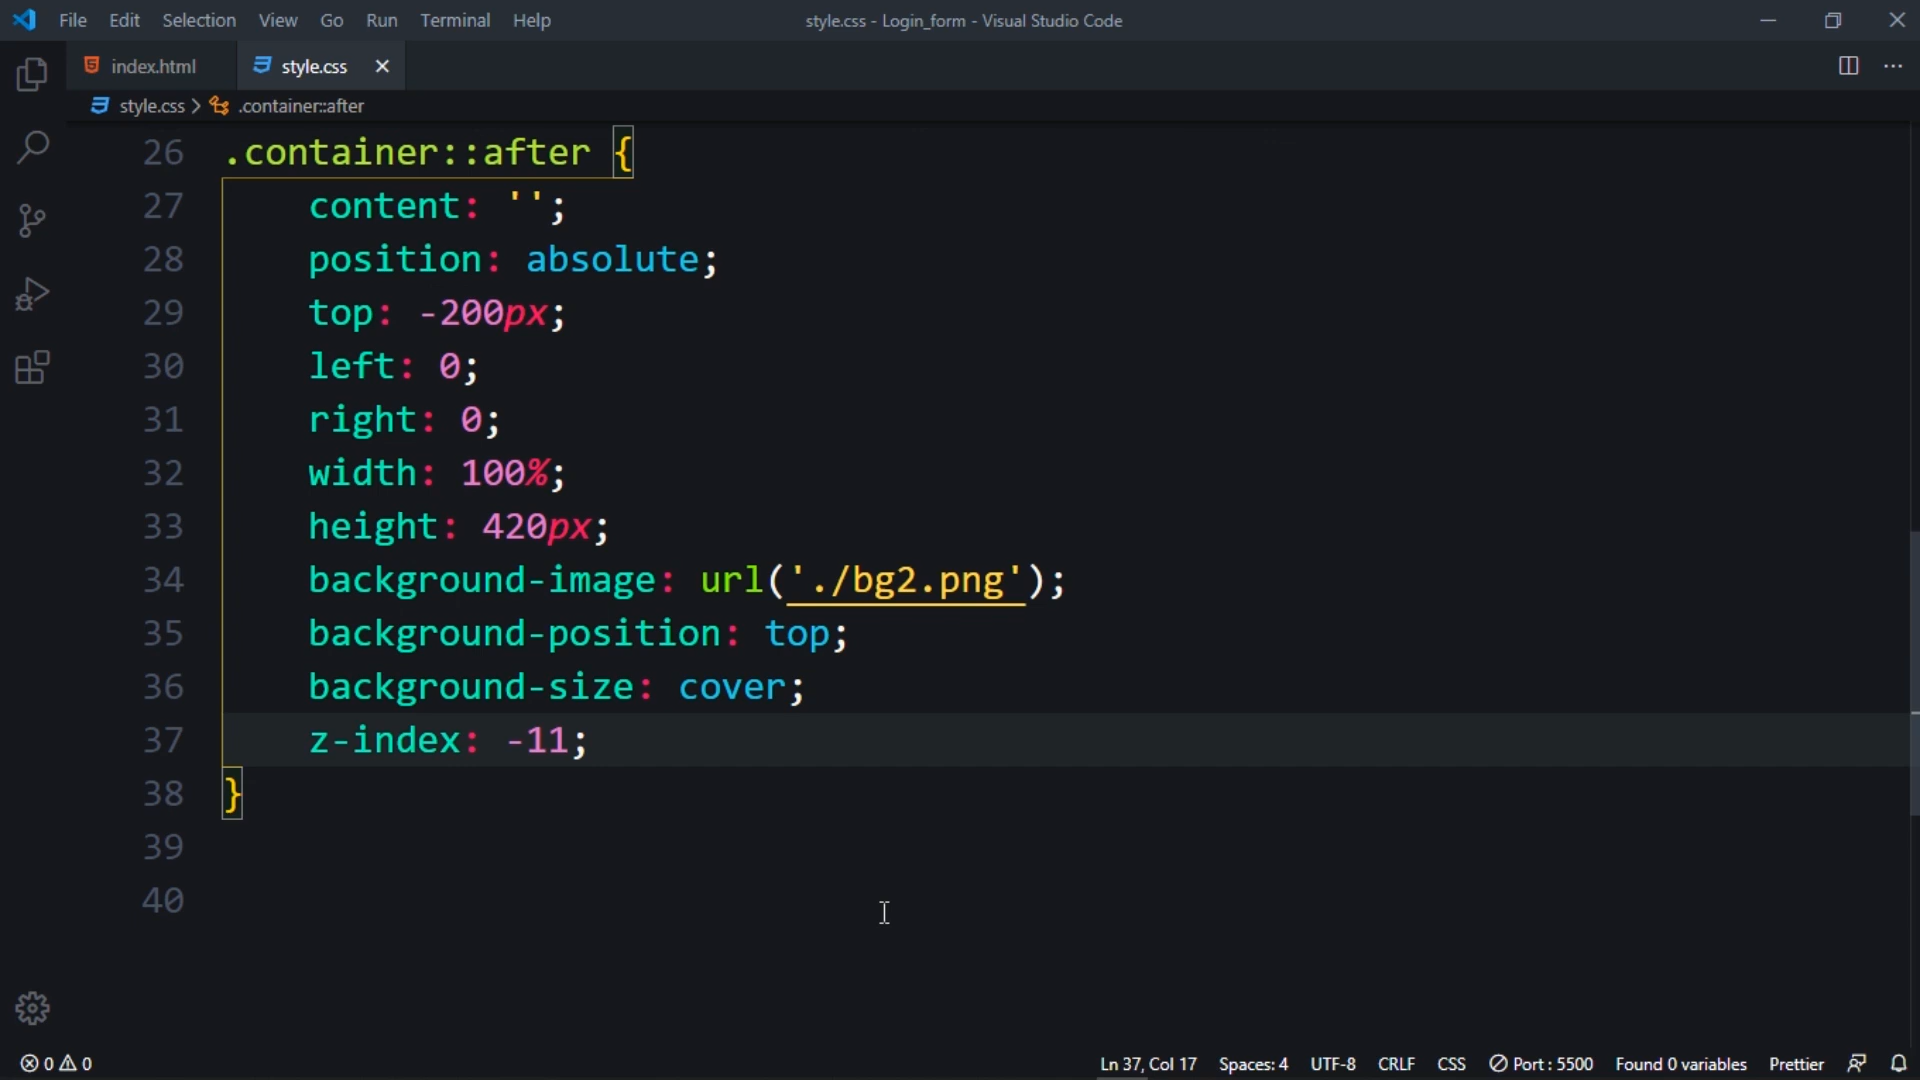 File Edit Selection View Go Run Terminal Help style.css - Login_form - Visual Studio Code
index.html style.css
style.css > .container::after
26 .container::after {
27 content: '';
28 position: absolute;
29 top: -200px;
30 left: 0;
31 right: 0;
32 width: 100%;
33 height: 420px;
34 background-image: url('./bg2.png');
35 background-position: top;
36 background-size: cover;
37 z-index: -11;
38 }
39
40
0 0 Ln 37, Col 17 Spaces: 4 UTF-8 CRLF CSS Port : 5500 Found 0 variables Prettier